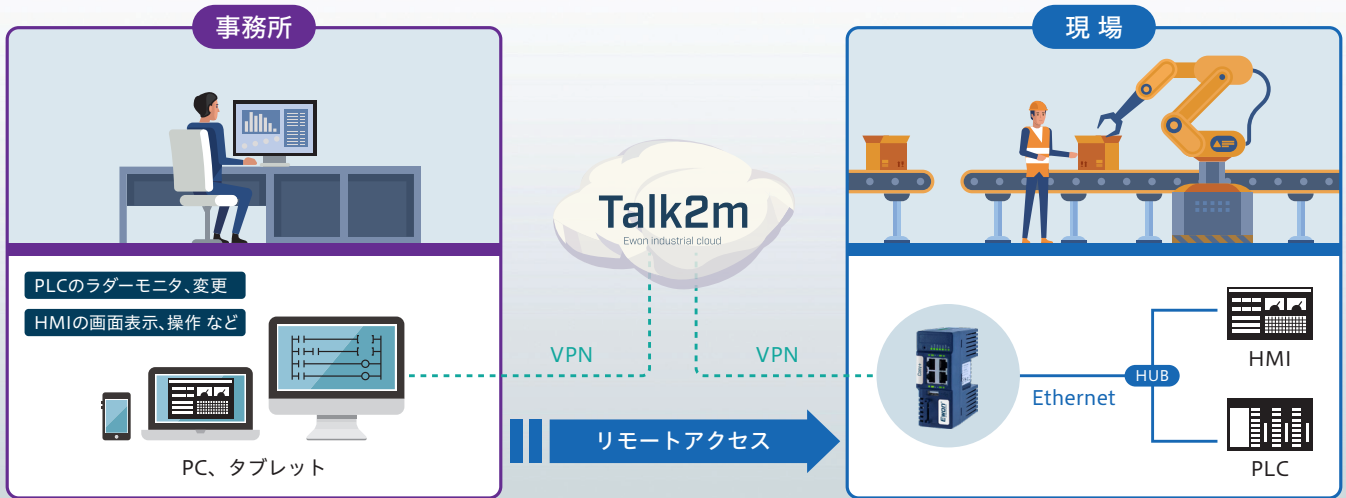 事務所
現 場
Talk2m
Ewon industrial cloud
PLCのラダーモニタ、変更
HMIの画面表示、操作 など
PC、タブレット
VPN
VPN
リモートアクセス
Ewon
Ethernet
HUB
HMI
PLC